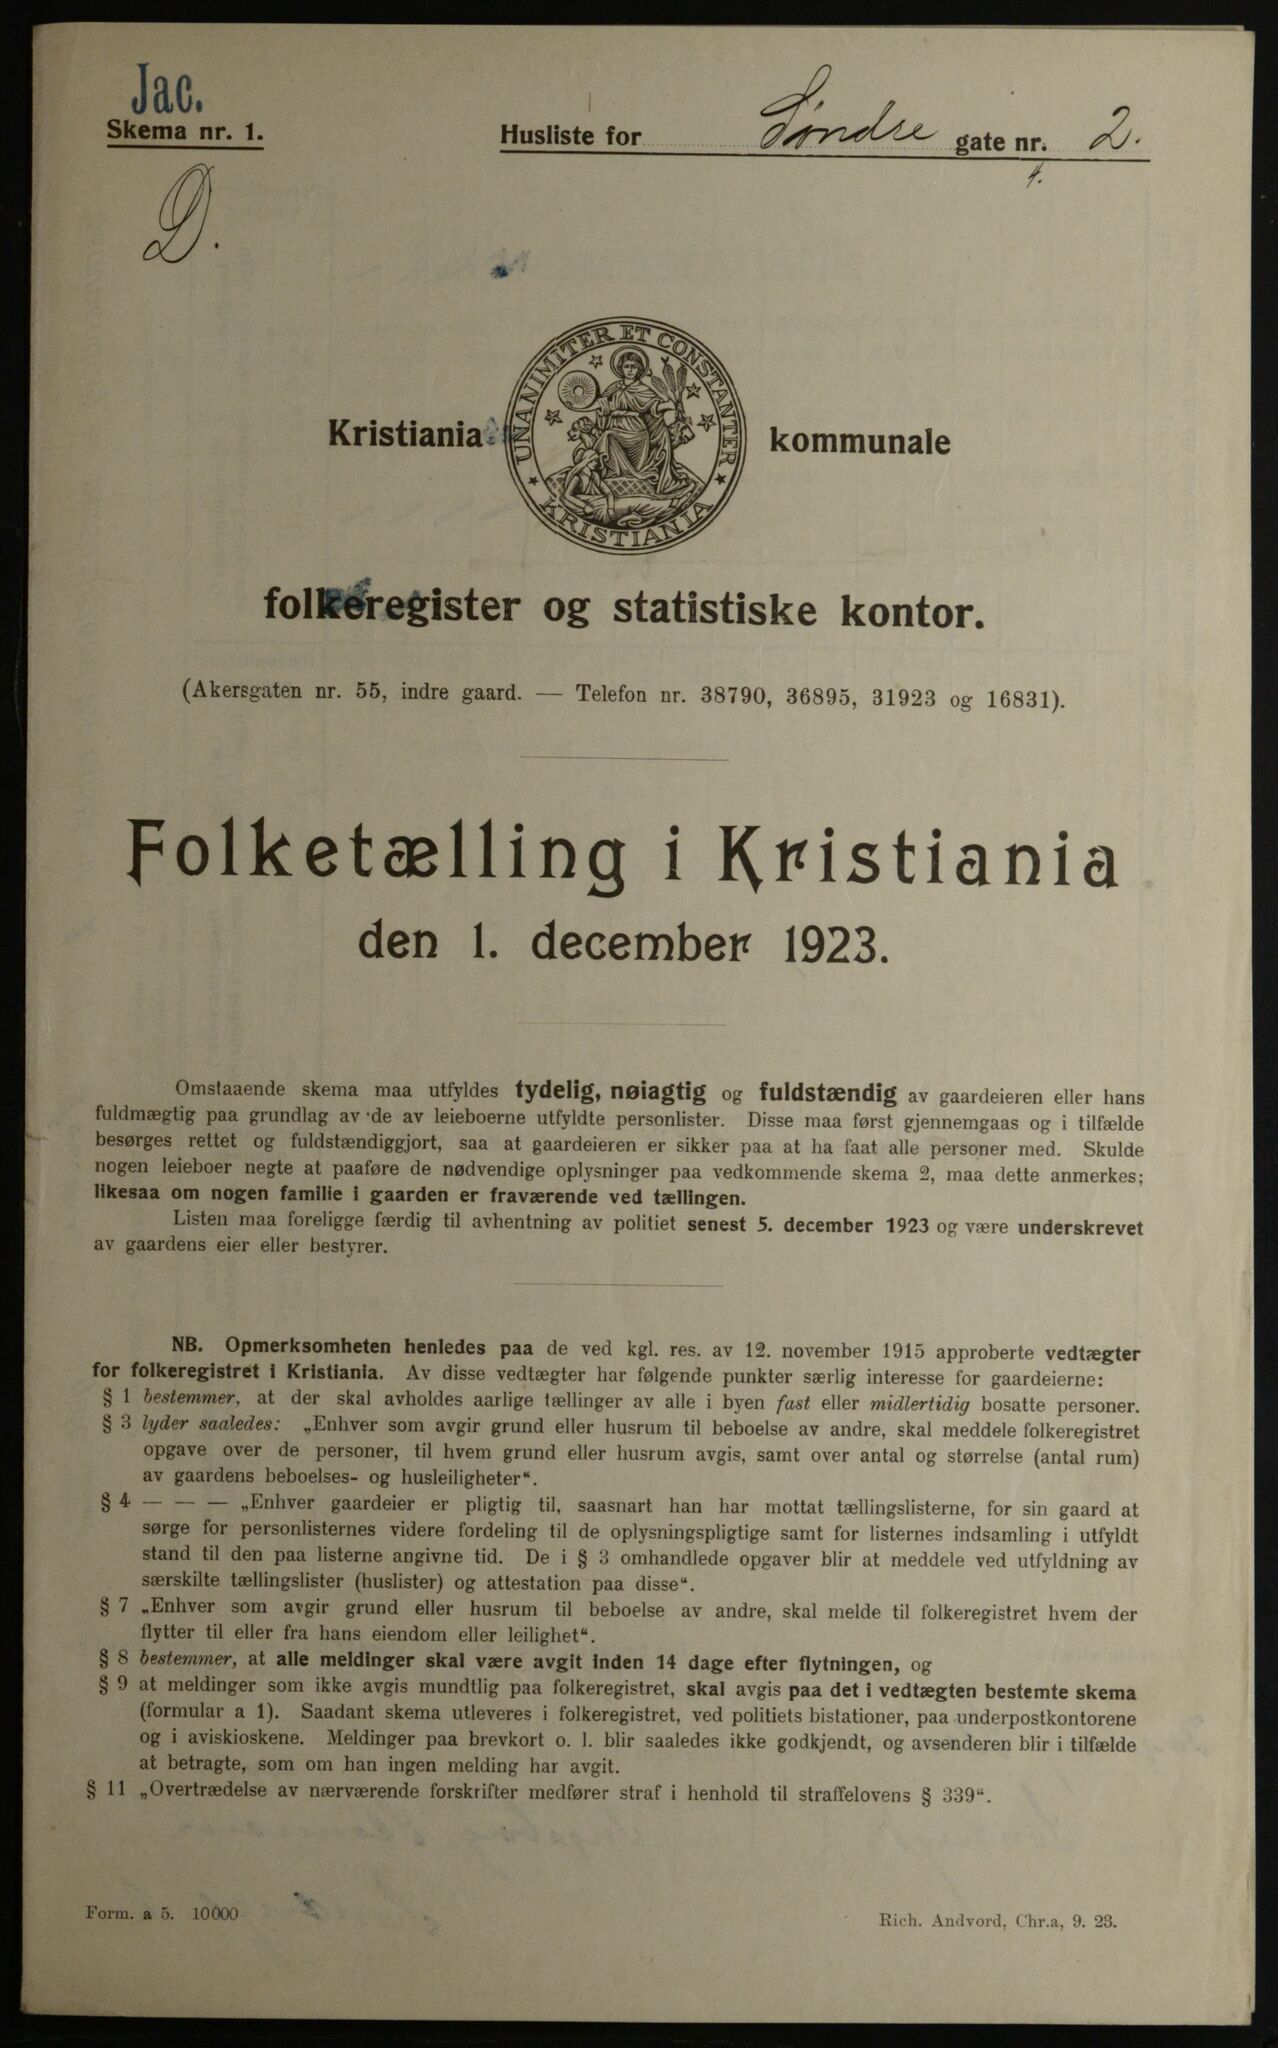 Jac.
Skema nr. 1.
Husliste for Søndre gate nr. 2.
4.
D.
UNANIMITER ET CONSTANTER
KRISTIANIA
Kristiania kommunale
folkeregister og statistiske kontor.
(Akersgaten nr. 55, indre gaard. — Telefon nr. 38790, 36895, 31923 og 16831).
Folketælling i Kristiania
den 1. december 1923.
Omstaaende skema maa utfyldes tydelig, nøiagtig og fuldstændig av gaardeieren eller hans
fuldmægtig paa grundlag av de av leieboerne utfyldte personlister. Disse maa først gjennemgaas og i tilfælde
besørges rettet og fuldstændiggjort, saa at gaardeieren er sikker paa at ha faat alle personer med. Skulde
nogen leieboer negte at paaføre de nødvendige oplysninger paa vedkommende skema 2, maa dette anmerkes;
likesaa om nogen familie i gaarden er fraværende ved tællingen.
Listen maa foreligge færdig til avhentning av politiet senest 5. december 1923 og være underskrevet
av gaardens eier eller bestyrer.
NB. Opmerksomheten henledes paa de ved kgl. res. av 12. november 1915 approberte vedtægter
for folkeregistret i Kristiania. Av disse vedtægter har følgende punkter særlig interesse for gaardeierne:
§ 1 bestemmer, at der skal avholdes aarlige tællinger av alle i byen fast eller midlertidig bosatte personer.
§ 3 lyder saaledes: „Enhver som avgir grund eller husrum til beboelse av andre, skal meddele folkeregistret
opgave over de personer, til hvem grund eller husrum avgis, samt over antal og størrelse (antal rum)
av gaardens beboelses- og husleiligheter“.
§ 4 — — — „Enhver gaardeier er pligtig til, saasnart han har mottat tællingslisterne, for sin gaard at
sørge for personlisternes videre fordeling til de oplysningspligtige samt for listernes indsamling i utfyldt
stand til den paa listerne angivne tid. De i § 3 omhandlede opgaver blir at meddele ved utfyldning av
særskilte tællingslister (huslister) og attestation paa disse“.
§ 7 „Enhver som avgir grund eller husrum til beboelse av andre, skal melde til folkeregistret hvem der
flytter til eller fra hans eiendom eller leilighet“.
§ 8 bestemmer, at alle meldinger skal være avgit inden 14 dage efter flytningen, og
§ 9 at meldinger som ikke avgis mundtlig paa folkeregistret, skal avgis paa det i vedtægten bestemte skema
(formular a 1). Saadant skema utleveres i folkeregistret, ved politiets bistationer, paa underpostkontorene
og i aviskioskene. Meldinger paa brevkort o. l. blir saaledes ikke godkjendt, og avsenderen blir i tilfælde
at betragte, som om han ingen melding har avgit.
§ 11 „Overtrædelse av nærværende forskrifter medfører straf i henhold til straffelovens § 339“.
Form. a 5. 10000
Rich. Andvord, Chr.a, 9. 23.